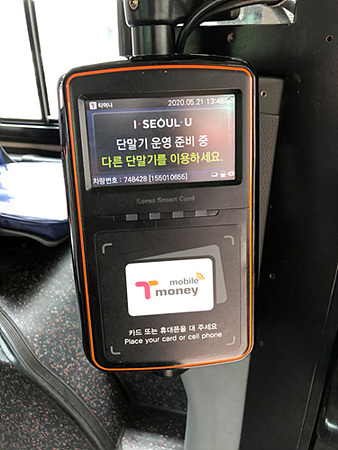 T 티머니 2020.05.21 13:46
I·SEOUL·U
단말기 운영 준비 중
다른 단말기를 이용하세요.
차량번호 : 748428 [155010655]
Korea Smart Card
mobile
T money
카드 또는 휴대폰을 대 주세요
Place your card or cell phone